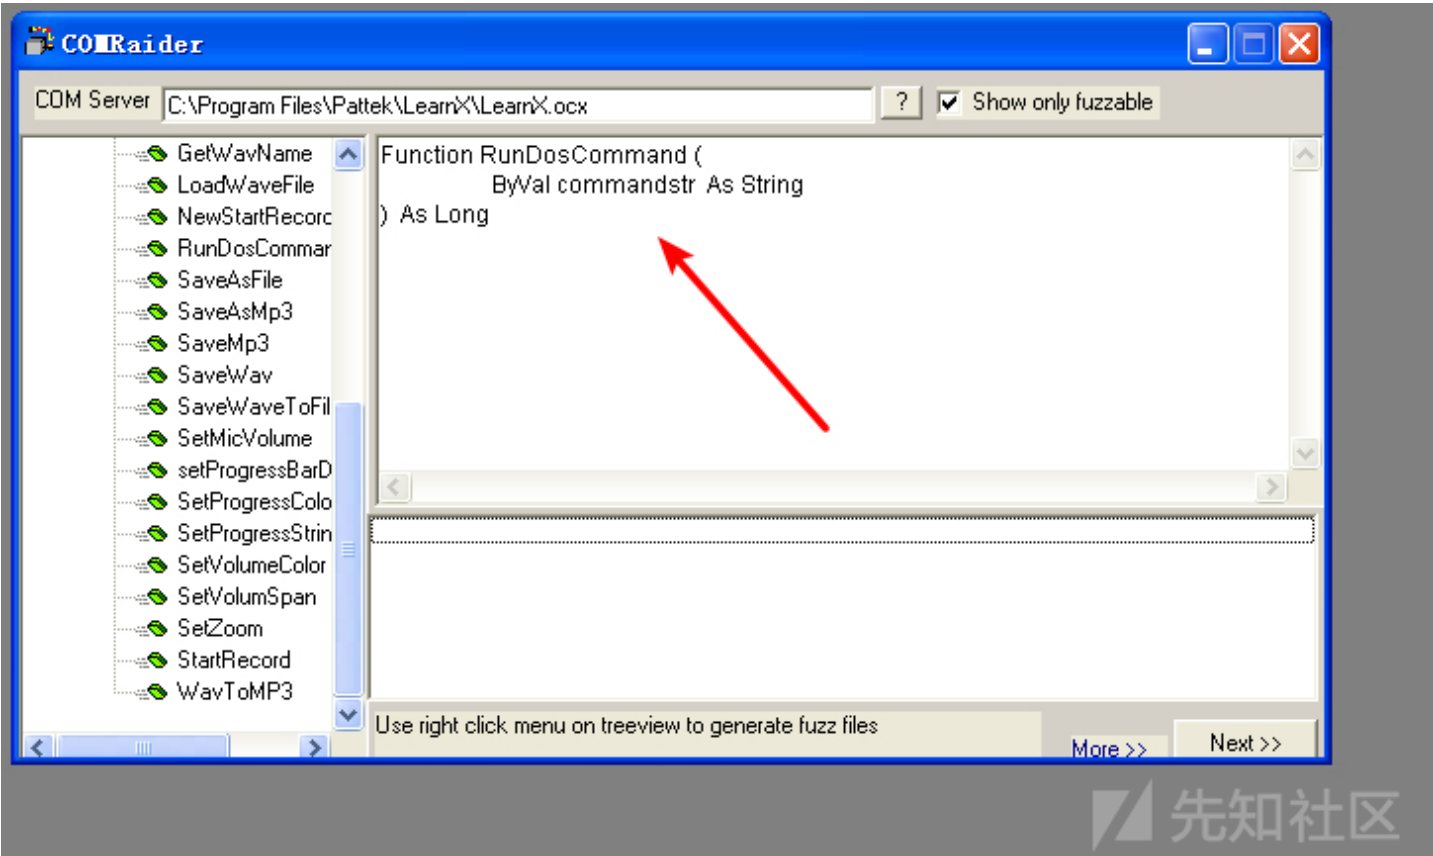 COMRaider
COM Server C:\Program Files\Pattek\LearnX\LearnX.ocx ? Show only fuzzable
GetWavName
LoadWaveFile
NewStartRecorc
RunDosCommar
SaveAsFile
SaveAsMp3
SaveMp3
SaveWav
SaveWaveToFil
SetMicVolume
setProgressBarD
SetProgressColo
SetProgressStrin
SetVolumeColor
SetVolumSpan
SetZoom
StartRecord
WavToMP3
Function RunDosCommand (
ByVal commandstr As String
) As Long
Use right click menu on treeview to generate fuzz files
More >> Next >>
先知社区